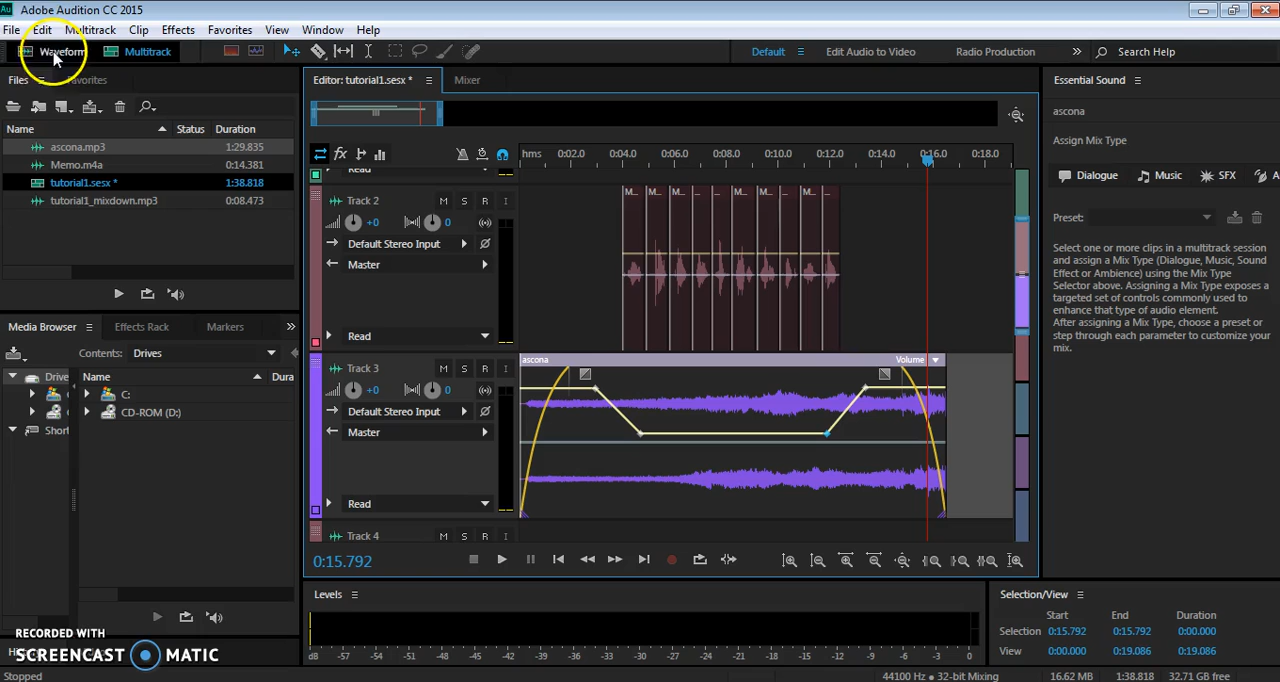 Au Adobe Audition CC 2015
File Edit Multitrack Clip Effects Favorites View Window Help
Waveform Multitrack Default Edit Audio to Video Radio Production Search Help
Files Favorites
Name Status Duration
ascona.mp3 1:29.835
Memo.m4a 0:14.381
tutorial1.sesx * 1:38.818
tutorial1_mixdown.mp3 0:08.473
Media Browser Effects Rack Markers
Contents: Drives
Drive Name Dura
C:
CD-ROM (D:)
Short
RECORDED WITH
SCREENCAST MATIC
Stopped
Editor: tutorial1.sesx * Mixer
hms 0:02.0 0:04.0 0:06.0 0:08.0 0:10.0 0:12.0 0:14.0 0:16.0 0:18.0
fx
Read
Track 2 M S R I
+0 0
Default Stereo Input
Master
Read
M... M... M... ... ... M... M... ... M... ...
ascona Volume
Track 3 M S R I
+0 0
Default Stereo Input
Master
Read
Track 4 M S R I
0:15.792
Levels
dB -57 -54 -51 -48 -45 -42 -39 -36 -33 -30 -27 -24 -21 -18 -15 -12 -9 -6 -3 0
Essential Sound
ascona
Assign Mix Type
Dialogue Music SFX A
Preset:
Select one or more clips in a multitrack session
and assign a Mix Type (Dialogue, Music, Sound
Effect or Ambience) using the Mix Type
Selector above. Assigning a Mix Type exposes a
targeted set of controls commonly used to
enhance that type of audio element.
After assigning a Mix Type, choose a preset or
step through each parameter to customize your
mix.
Selection/View
Start End Duration
Selection 0:15.792 0:15.792 0:00.000
View 0:00.000 0:19.086 0:19.086
44100 Hz • 32-bit Mixing 16.62 MB 1:38.818 32.71 GB free